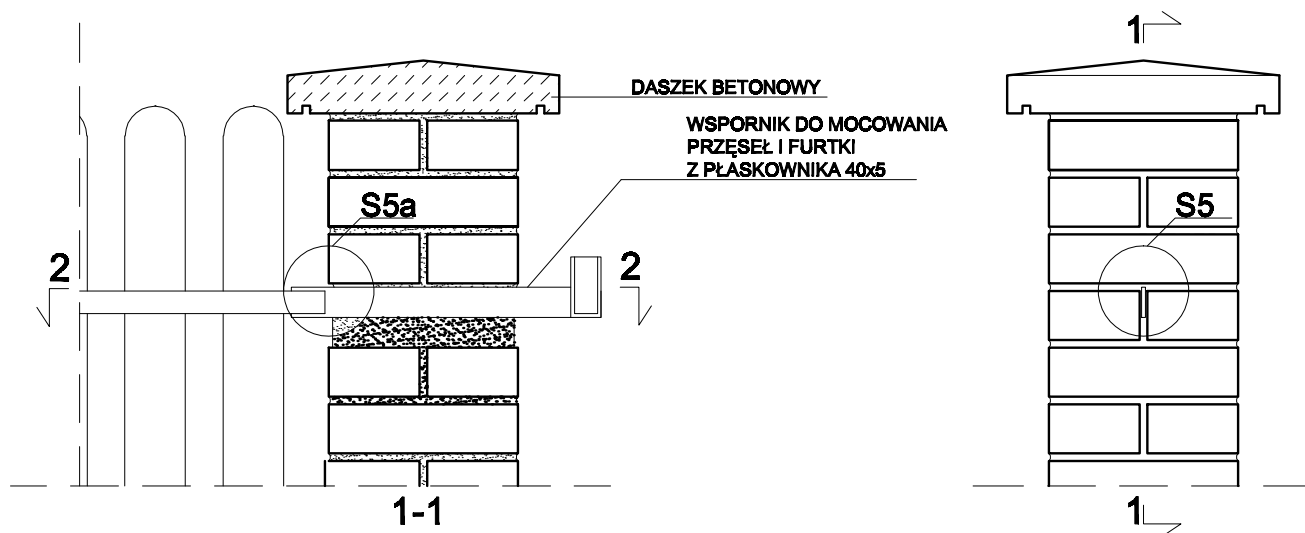 1
DASZEK BETONOWY
WSPORNIK DO MOCOWANIA
PRZĘSEŁ I FURTKI
Z PŁASKOWNIKA 40x5
S5a
S5
2
2
1-1
1